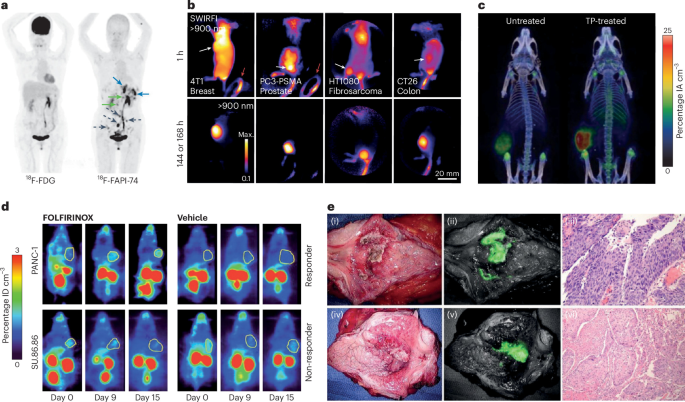 a
18F-FDG
18F-FAPI-74
b
SWIRFI
>900 nm
1 h
4T1
Breast
PC3-PSMA
Prostate
HT1080
Fibrosarcoma
CT26
Colon
144 or 168 h
>900 nm
Max.
0.1
20 mm
c
Untreated
TP-treated
25
0
Percentage IA cm−3
d
FOLFIRINOX
Vehicle
3
0
Percentage ID cm−3
PANC-1
Responder
SU.86.86
Non-responder
Day 0
Day 9
Day 15
Day 0
Day 9
Day 15
e
(i)
(ii)
(iii)
(iv)
(v)